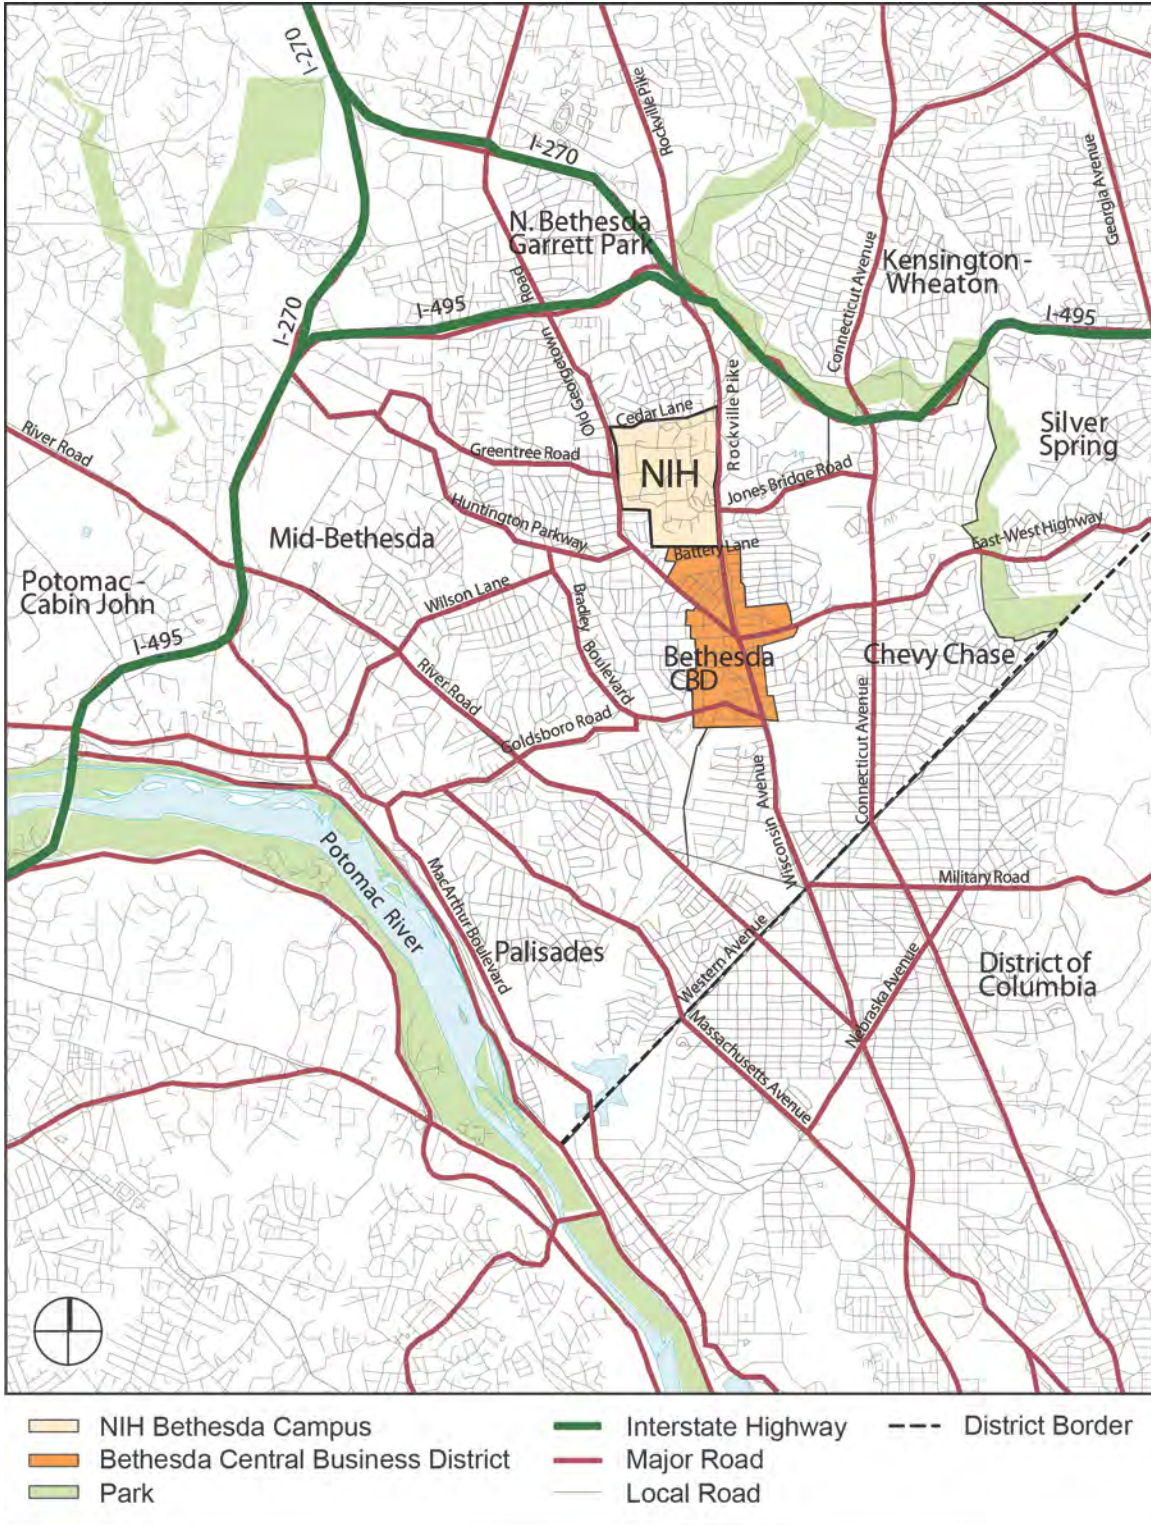 I-270
Rockville Pike
I-270
Georgia Avenue
N. Bethesda
Garrett Park
Connecticut Avenue
Kensington-
Wheaton
Road
I-495
I-270
I-495
Old Georgetown
Rockville Pike
Cedar Lane
Silver
Spring
River Road
Greentree Road
NIH
Jones Bridge Road
Huntington Parkway
East-West Highway
Mid-Bethesda
Battery Lane
Potomac -
Cabin John
Wilson Lane
Bradley
Boulevard
I-495
Bethesda
CBD
Chevy Chase
River Road
Connecticut Avenue
Goldsboro Road
Wisconsin Avenue
Potomac River
MacArthur Boulevard
Military Road
Palisades
Western Avenue
Nebraska Avenue
District of
Columbia
Massachusetts Avenue
NIH Bethesda Campus
Interstate Highway
District Border
Bethesda Central Business District
Major Road
Park
Local Road